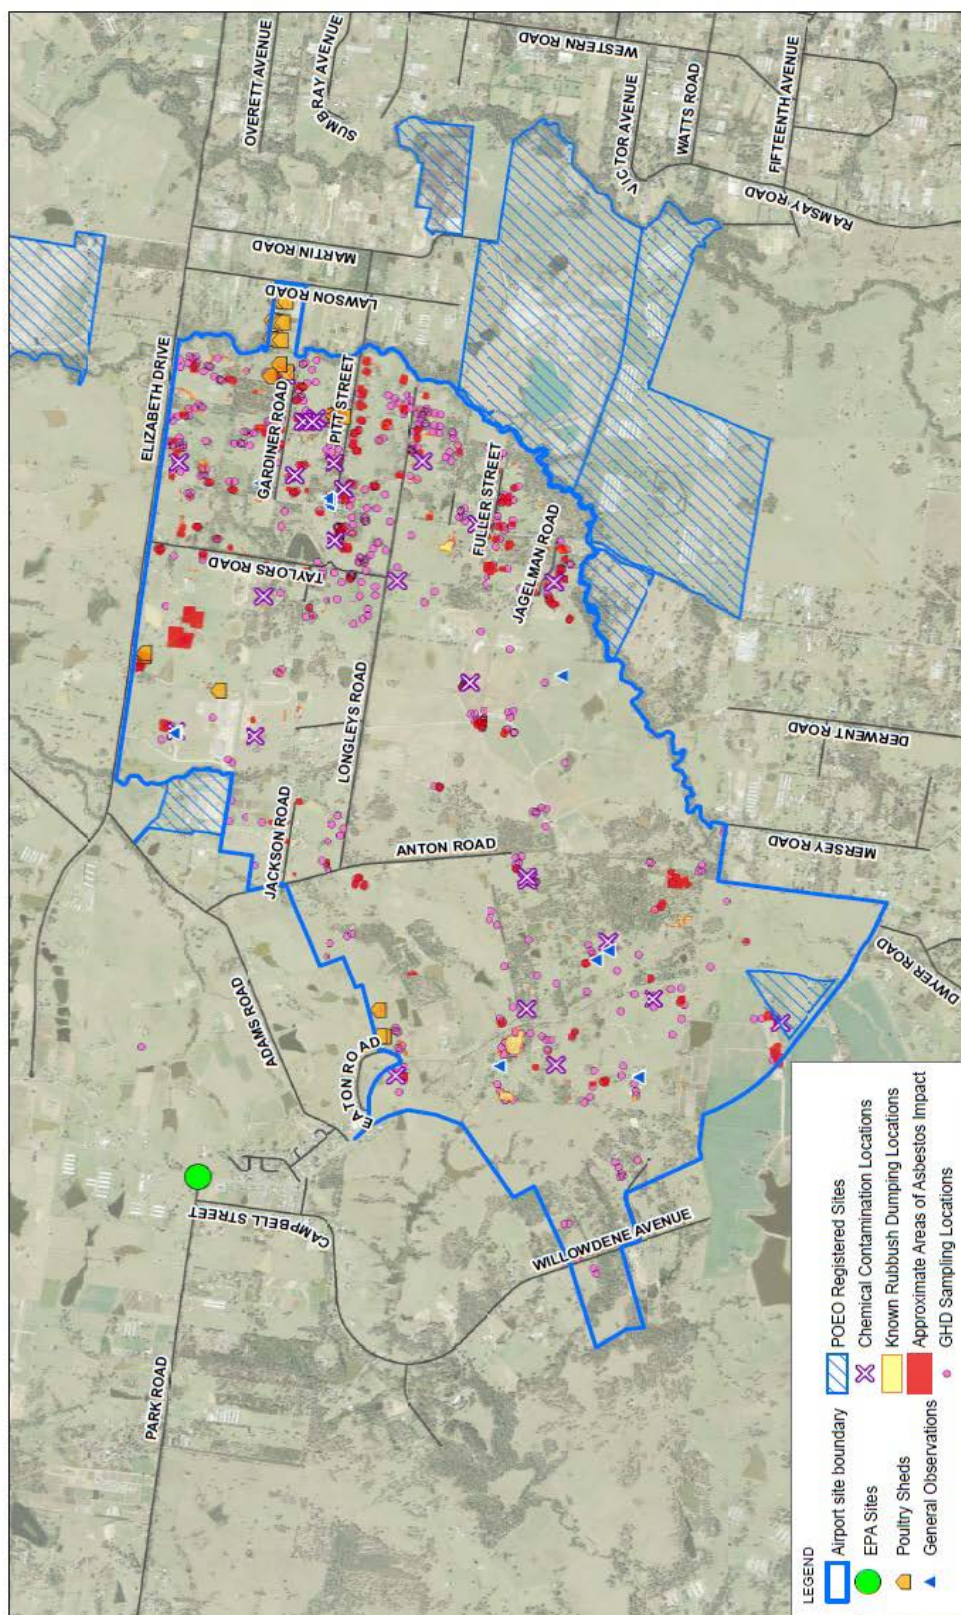 PARK ROAD
CAMPBELL STREET
WILLOWDENE AVENUE
ADAMS ROAD
EATON ROAD
JACKSON ROAD
ANTON ROAD
LONGLEYS ROAD
ELIZABETH DRIVE
TAYLORS ROAD
GARDINER ROAD
PITT STREET
FULLER STREET
JAGELMAN ROAD
LAWSON ROAD
MARTIN ROAD
OVERETT AVENUE
SUMBRAY AVENUE
WESTERN ROAD
VICTOR AVENUE
WATTS ROAD
FIFTEENTH AVENUE
RAMSAY ROAD
DERWENT ROAD
MERSEY ROAD
DWYER ROAD
LEGEND
Airport site boundary
EPA Sites
Poultry Sheds
General Observations
POEO Registered Sites
Chemical Contamination Locations
Known Rubbush Dumping Locations
Approximate Areas of Asbestos Impact
GHD Sampling Locations